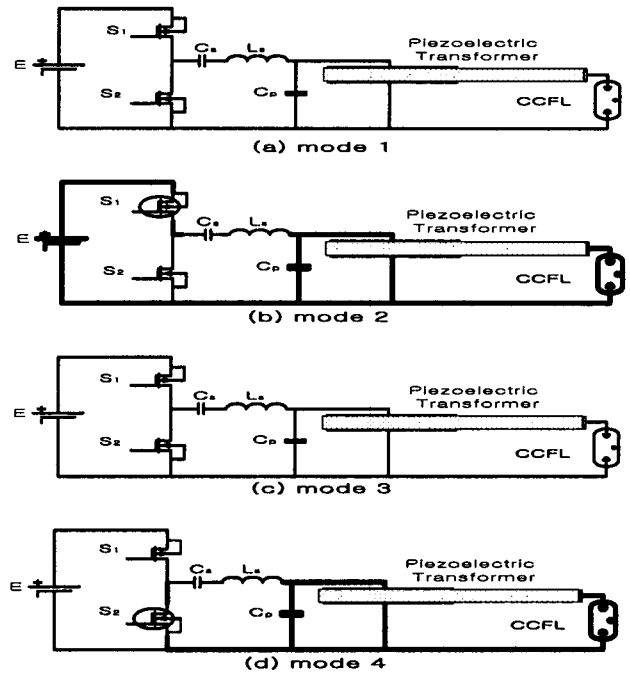 S1
E
S2
Cs
Ls
Cp
Piezoelectric
Transformer
CCFL
(a) mode 1
S1
E
S2
Cs
Ls
Cp
Piezoelectric
Transformer
CCFL
(b) mode 2
S1
E
S2
Cs
Ls
Cp
Piezoelectric
Transformer
CCFL
(c) mode 3
S1
E
S2
Cs
Ls
Cp
Piezoelectric
Transformer
CCFL
(d) mode 4